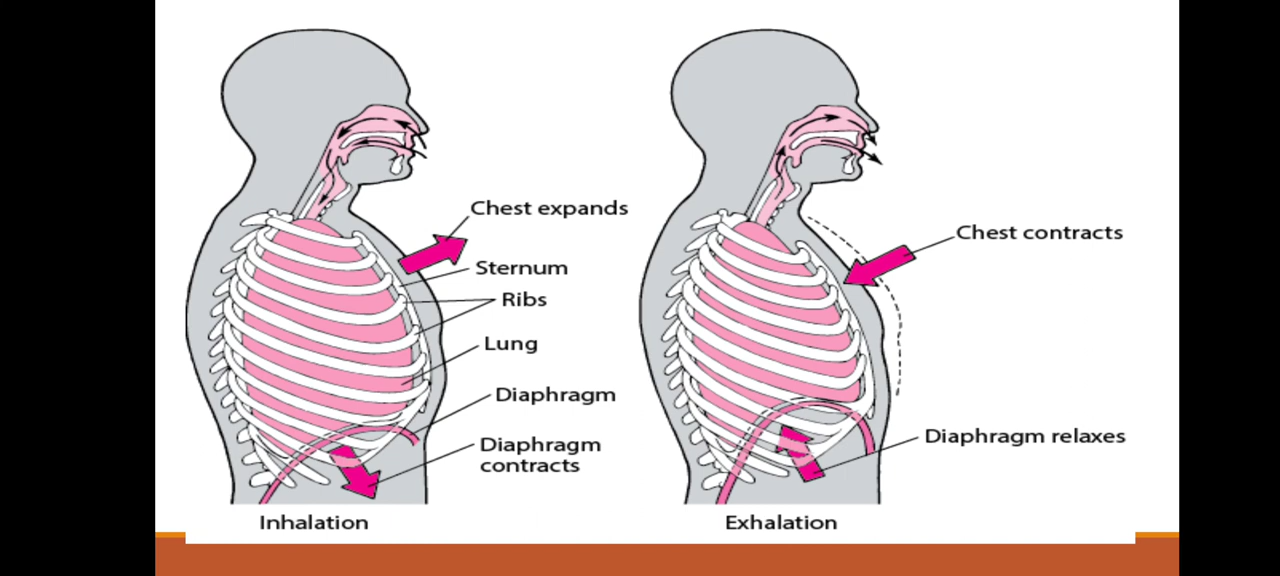 Chest expands
Sternum
Ribs
Lung
Diaphragm
Diaphragm
contracts
Inhalation
Chest contracts
Diaphragm relaxes
Exhalation